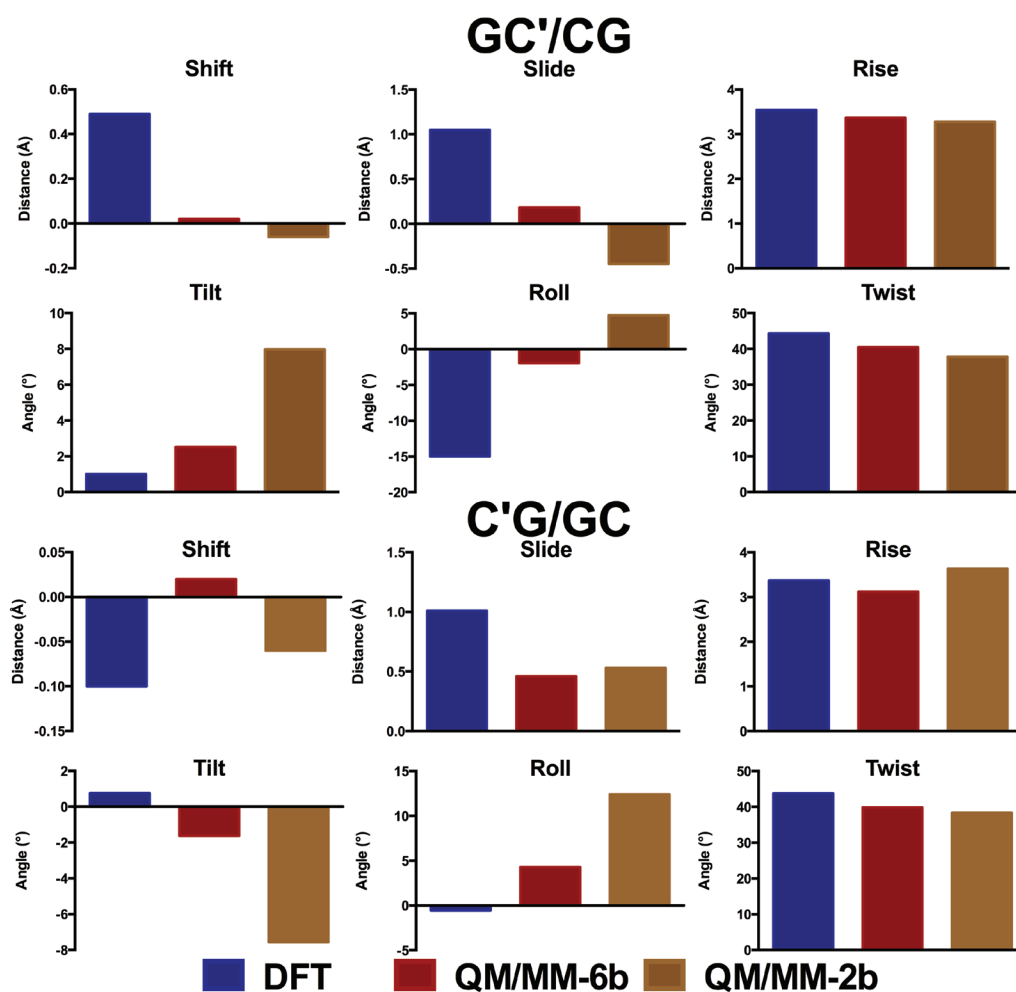 GC'/CG
Shift
Slide
Rise
Distance (Å)
0.6
0.4
0.2
0.0
-0.2
Distance (Å)
1.5
1.0
0.5
0.0
-0.5
Distance (Å)
4
3
2
1
0
Tilt
Roll
Twist
Angle (°)
10
8
6
4
2
0
Angle (°)
5
0
-5
-10
-15
-20
Angle (°)
50
40
30
20
10
0
C'G/GC
Shift
Slide
Rise
Distance (Å)
0.05
0.00
-0.05
-0.10
-0.15
Distance (Å)
1.5
1.0
0.5
0.0
Distance (Å)
4
3
2
1
0
Tilt
Roll
Twist
Angle (°)
2
0
-2
-4
-6
-8
Angle (°)
15
10
5
0
-5
Angle (°)
50
40
30
20
10
0
DFT QM/MM-6b QM/MM-2b